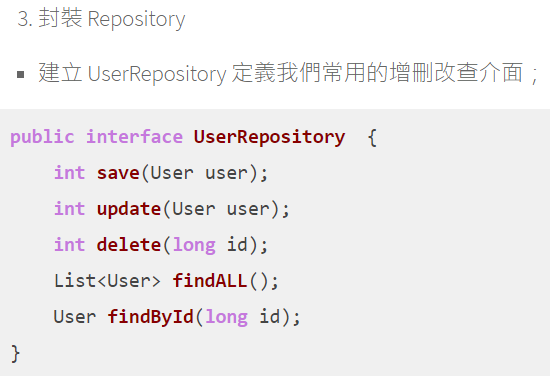 3. 封裝 Repository
▪ 建立 UserRepository 定義我們常用的增刪改查介面；
public interface UserRepository  {
    int save(User user);
    int update(User user);
    int delete(long id);
    List<User> findALL();
    User findById(long id);
}